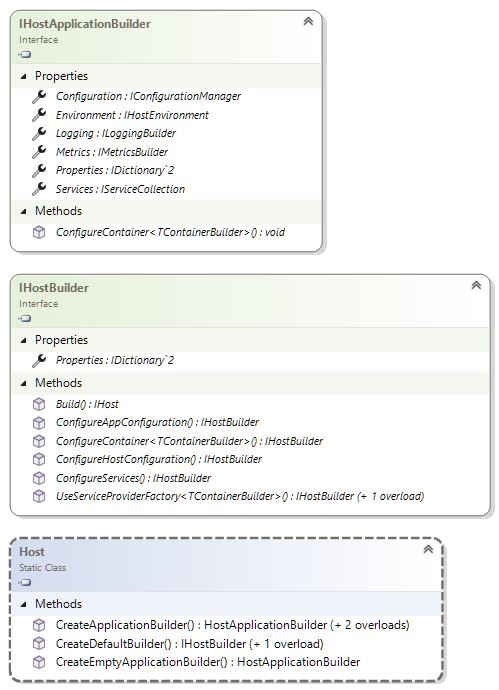 IHostApplicationBuilder
Interface
Properties
Configuration : IConfigurationManager
Environment : IHostEnvironment
Logging : ILoggingBuilder
Metrics : IMetricsBuilder
Properties : IDictionary`2
Services : IServiceCollection
Methods
ConfigureContainer<TContainerBuilder>() : void
IHostBuilder
Interface
Properties
Properties : IDictionary`2
Methods
Build() : IHost
ConfigureAppConfiguration() : IHostBuilder
ConfigureContainer<TContainerBuilder>() : IHostBuilder
ConfigureHostConfiguration() : IHostBuilder
ConfigureServices() : IHostBuilder
UseServiceProviderFactory<TContainerBuilder>() : IHostBuilder (+ 1 overload)
Host
Static Class
Methods
CreateApplicationBuilder() : HostApplicationBuilder (+ 2 overloads)
CreateDefaultBuilder() : IHostBuilder (+ 1 overload)
CreateEmptyApplicationBuilder() : HostApplicationBuilder